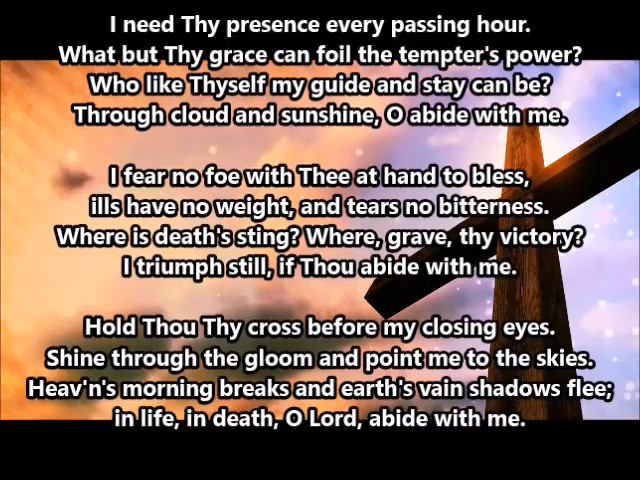 I need Thy presence every passing hour.
What but Thy grace can foil the tempter's power?
Who like Thyself my guide and stay can be?
Through cloud and sunshine, O abide with me.
I fear no foe with Thee at hand to bless,
ills have no weight, and tears no bitterness.
Where is death's sting? Where, grave, thy victory?
I triumph still, if Thou abide with me.
Hold Thou Thy cross before my closing eyes.
Shine through the gloom and point me to the skies.
Heav'n's morning breaks and earth's vain shadows flee;
in life, in death, O Lord, abide with me.